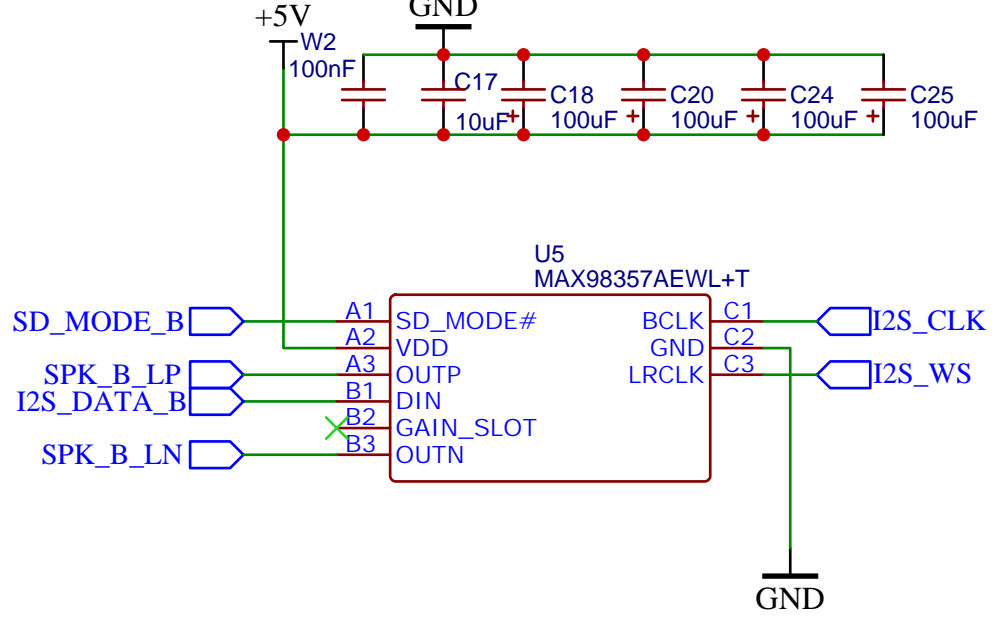 GND
+5V
W2
100nF
C17
10uF
+
C18
100uF
+
C20
100uF
+
C24
100uF
+
C25
100uF
U5
MAX98357AEWL+T
SD_MODE_B
A1
SD_MODE#
BCLK
C1
I2S_CLK
A2
VDD
GND
C2
SPK_B_LP
A3
OUTP
LRCLK
C3
I2S_WS
I2S_DATA_B
B1
DIN
B2
GAIN_SLOT
SPK_B_LN
B3
OUTN
GND